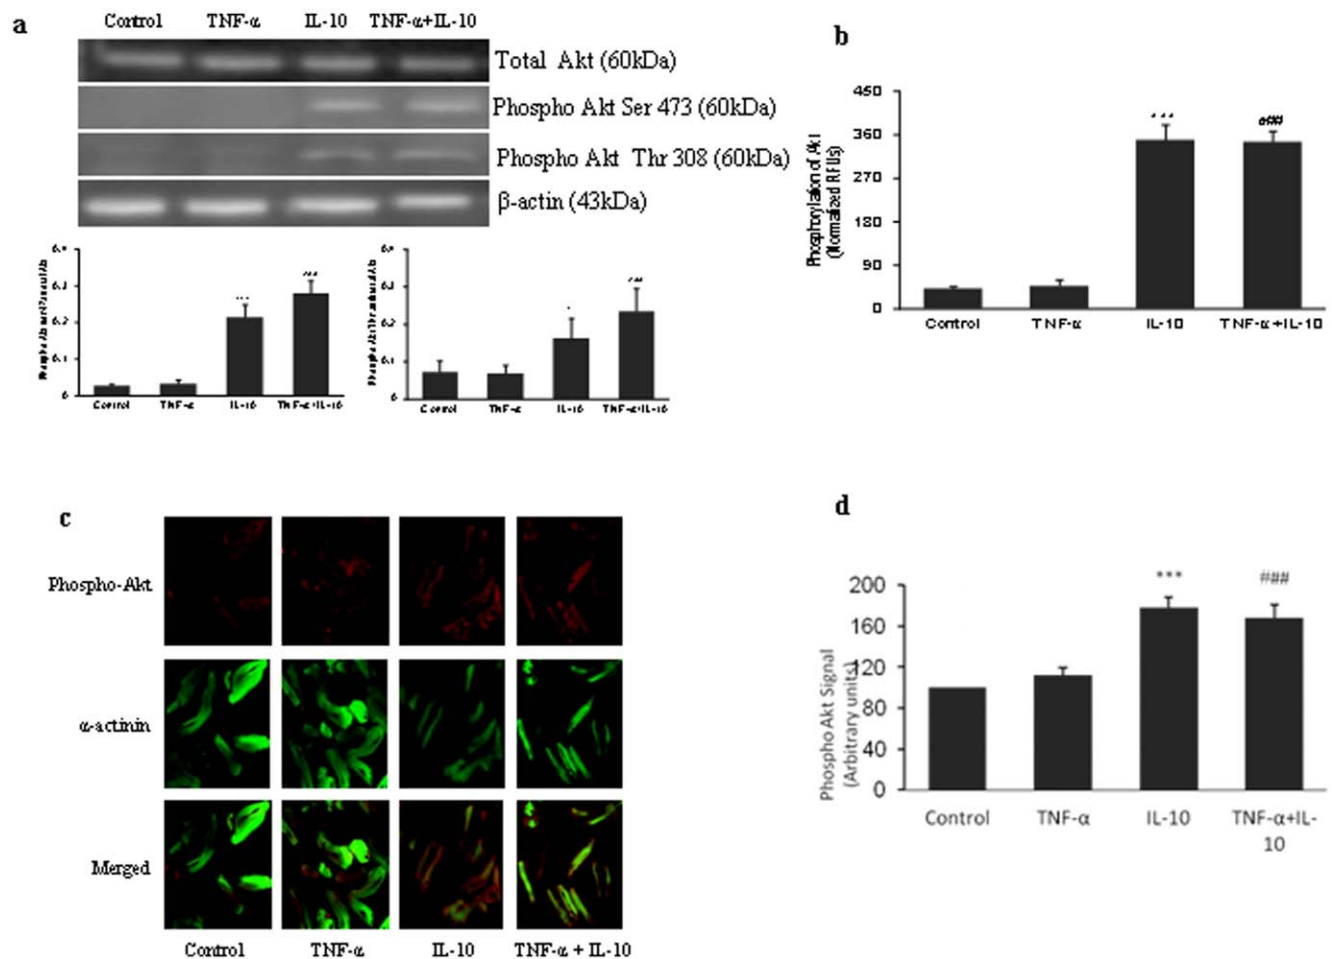 a
Control TNF-α IL-10 TNF-α+IL-10
Total Akt (60kDa)
Phospho Akt Ser 473 (60kDa)
Phospho Akt Thr 308 (60kDa)
β-actin (43kDa)
Control TNF-α IL-10 TNF-α+IL-10
Control TNF-α IL-10 TNF-α+IL-10
b
Phosphorylation of Akt
(Normalized RFUs)
450
360
270
180
90
0
***
###
Control TNF-α IL-10 TNF-α+IL-10
c
Phospho-Akt
α-actinin
Merged
Control TNF-α IL-10 TNF-α + IL-10
d
Phospho Akt Signal
(Arbitrary units)
200
160
120
80
40
0
***
###
Control TNF-α IL-10 TNF-α+IL-
10